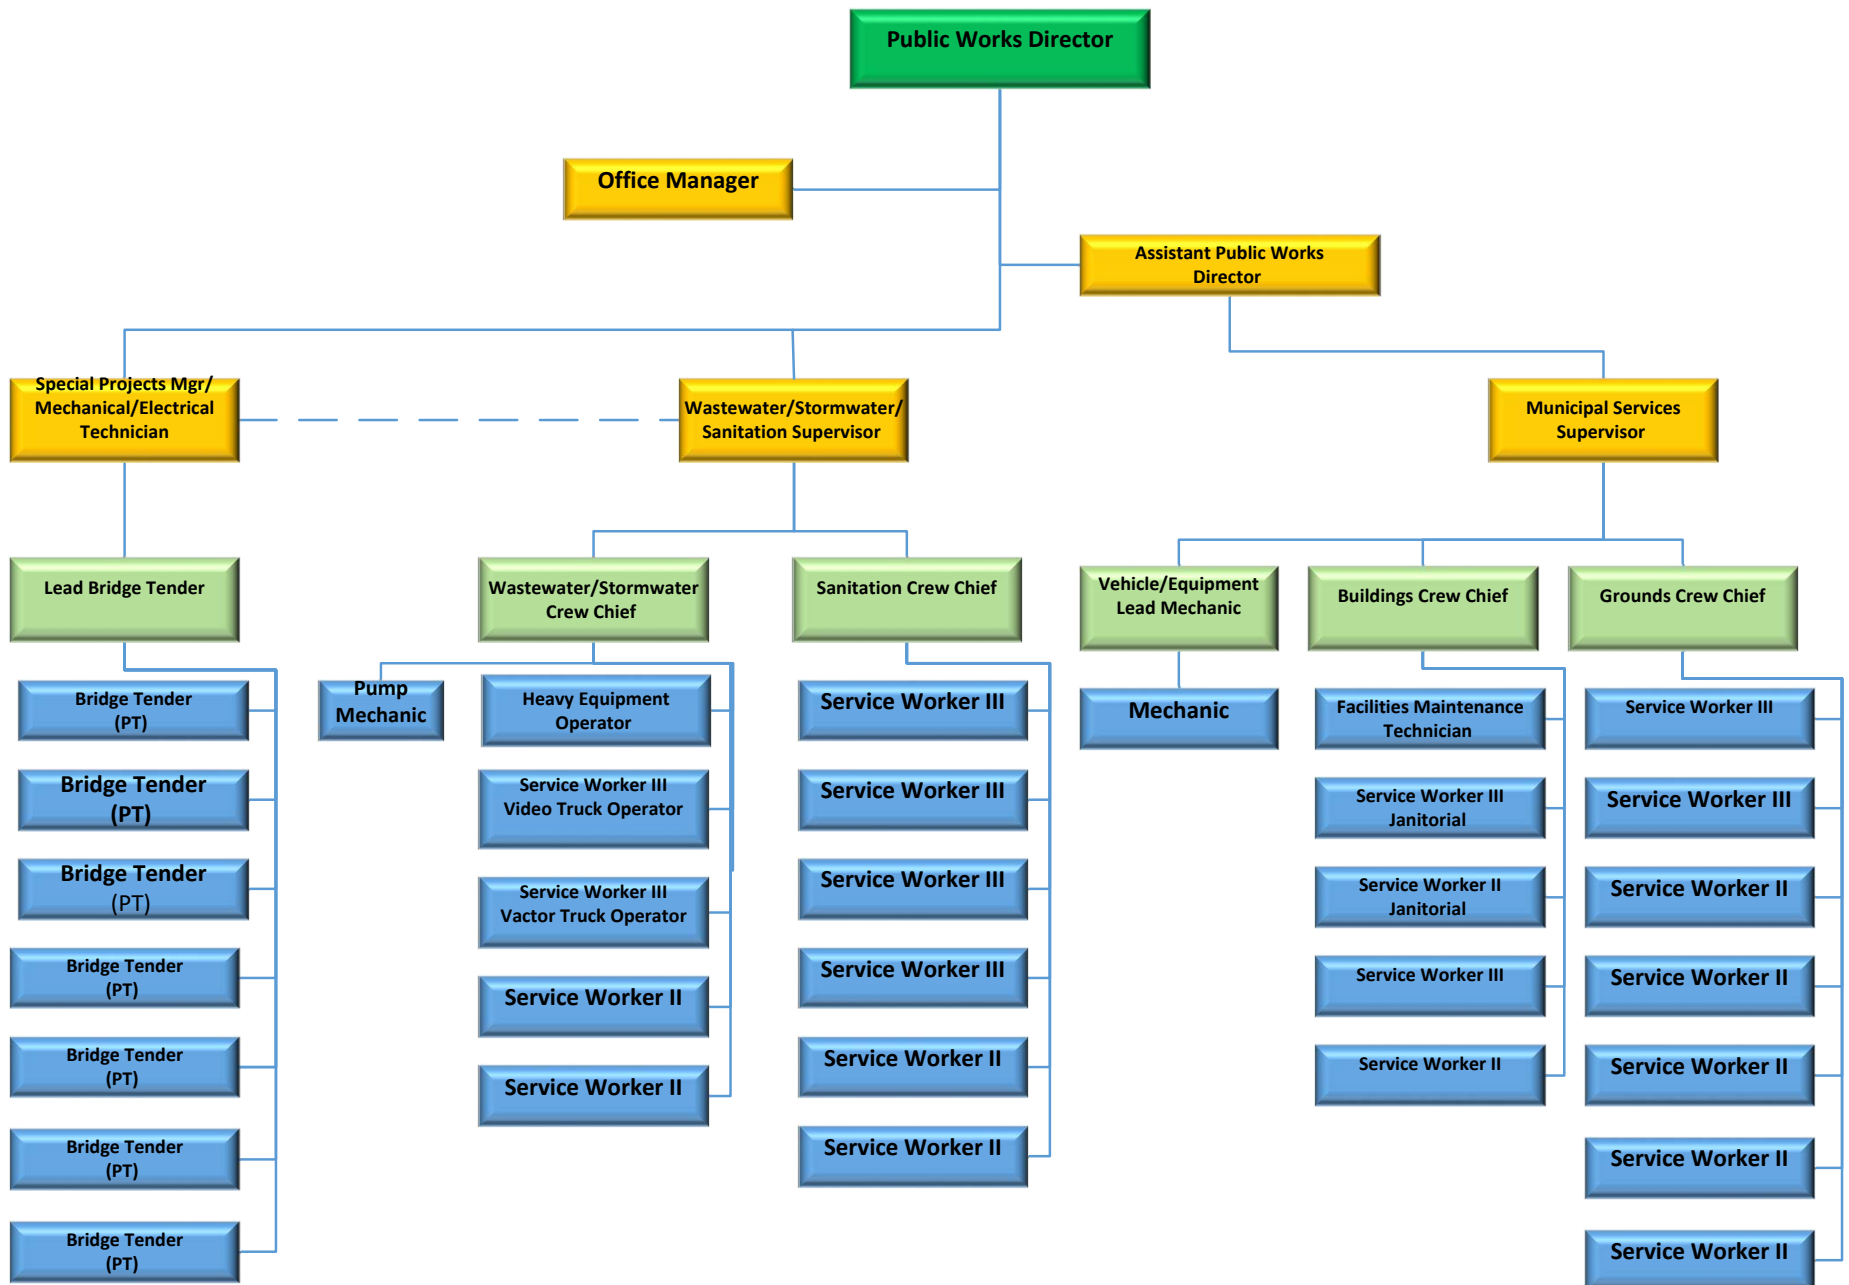 Public Works Director
Office Manager
Assistant Public Works
Director
Special Projects Mgr/
Mechanical/Electrical
Technician
Wastewater/Stormwater/
Sanitation Supervisor
Municipal Services
Supervisor
Lead Bridge Tender
Wastewater/Stormwater
Crew Chief
Sanitation Crew Chief
Vehicle/Equipment
Lead Mechanic
Buildings Crew Chief
Grounds Crew Chief
Bridge Tender
(PT)
Bridge Tender
(PT)
Bridge Tender
(PT)
Bridge Tender
(PT)
Bridge Tender
(PT)
Bridge Tender
(PT)
Bridge Tender
(PT)
Pump
Mechanic
Heavy Equipment
Operator
Service Worker III
Video Truck Operator
Service Worker III
Vactor Truck Operator
Service Worker II
Service Worker II
Service Worker III
Service Worker III
Service Worker III
Service Worker III
Service Worker II
Service Worker II
Mechanic
Facilities Maintenance
Technician
Service Worker III
Janitorial
Service Worker II
Janitorial
Service Worker III
Service Worker II
Service Worker III
Service Worker III
Service Worker II
Service Worker II
Service Worker II
Service Worker II
Service Worker II